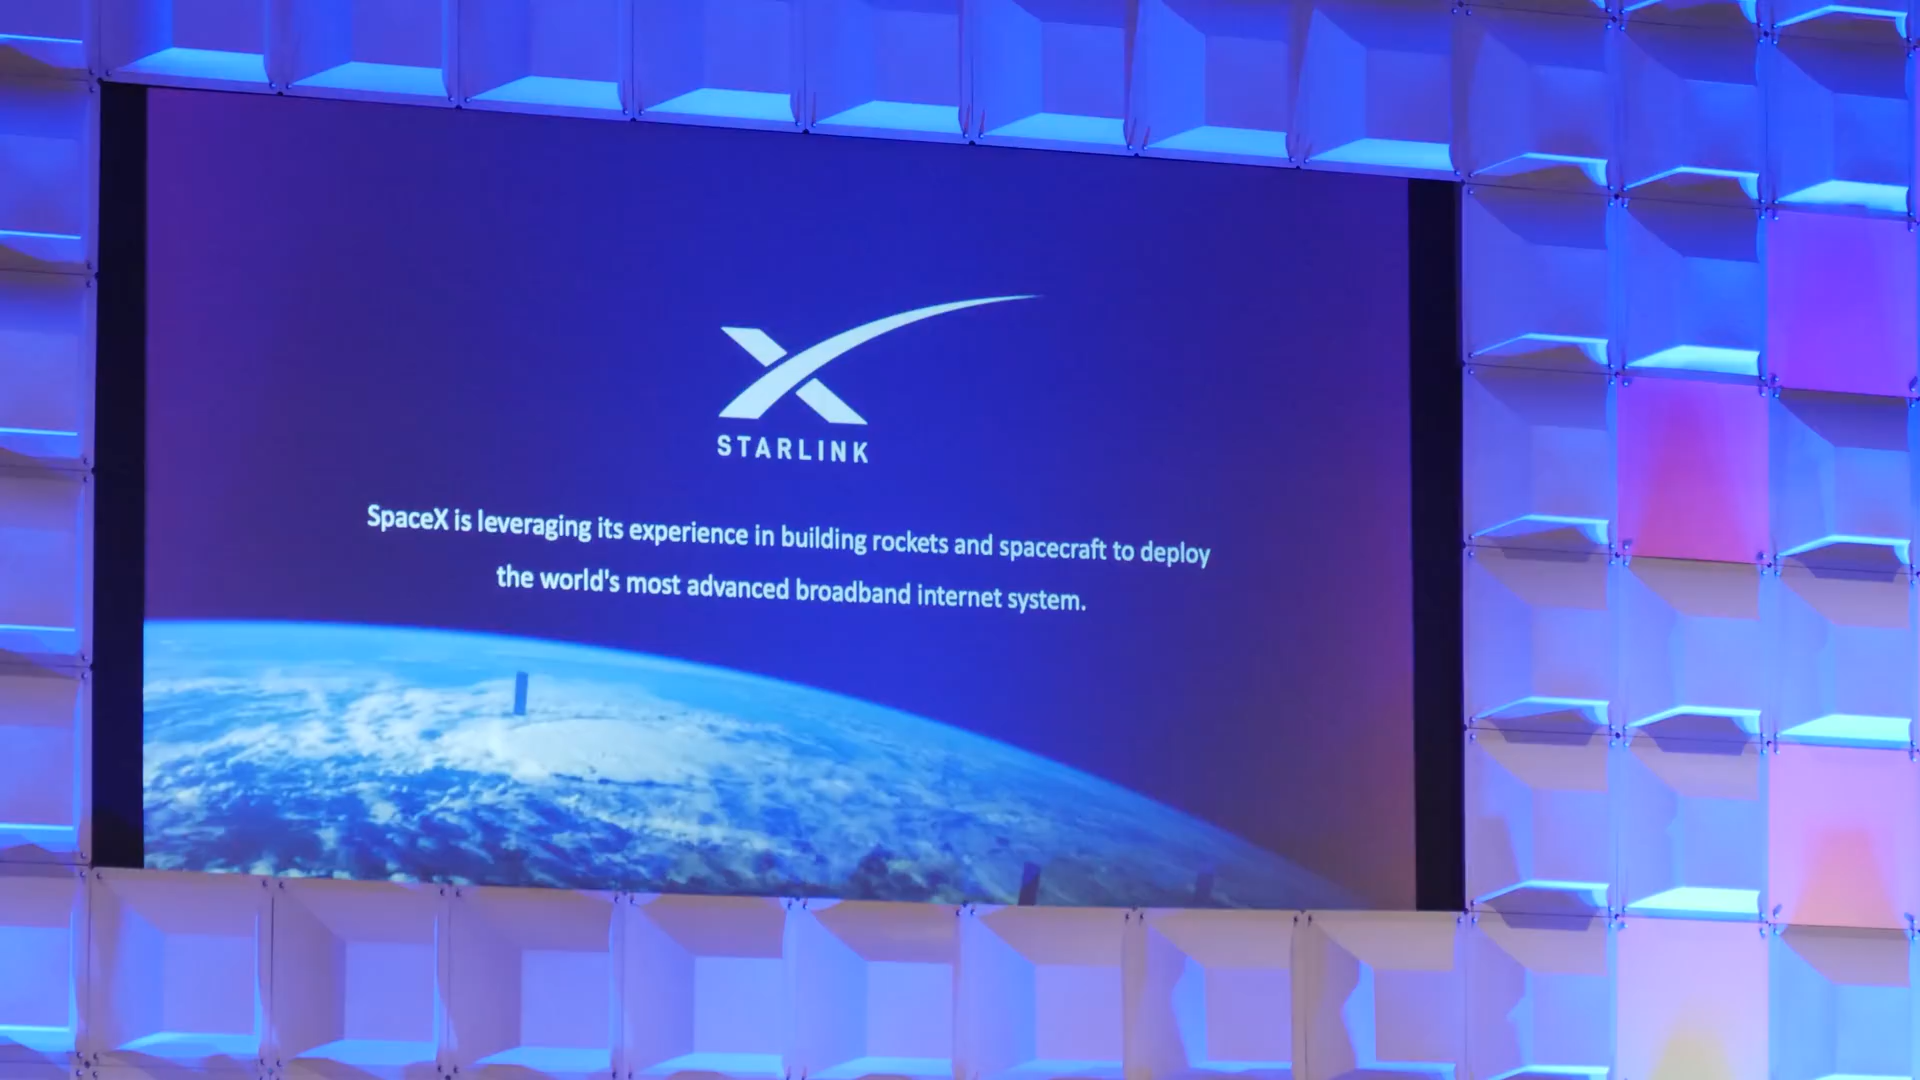 STARLINK
SpaceX is leveraging its experience in building rockets and spacecraft to deploy
the world's most advanced broadband internet system.